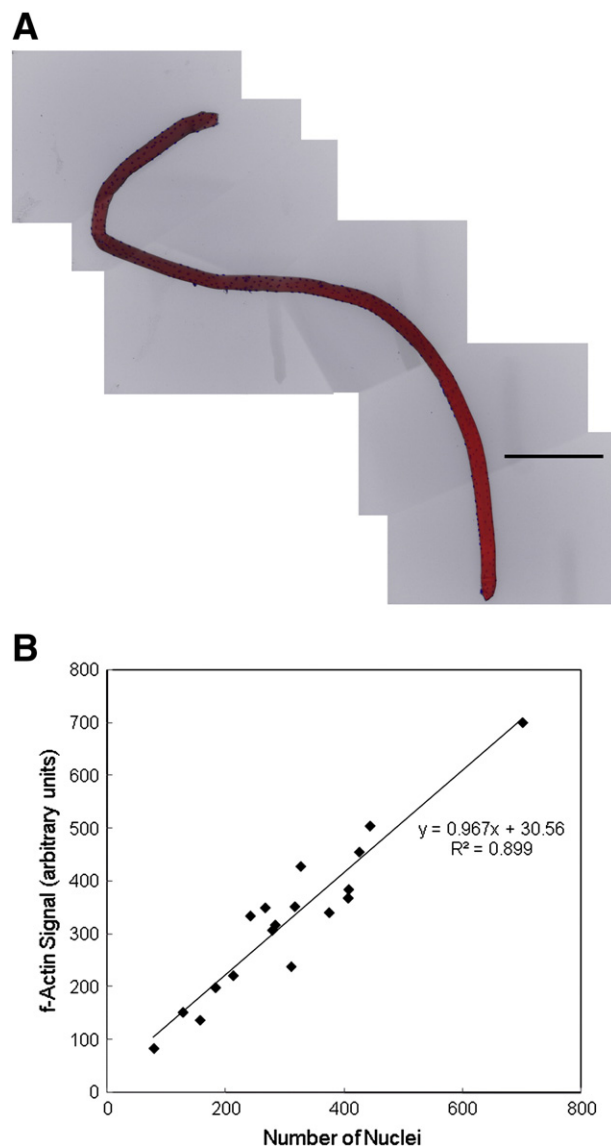 A
B
800
700
600
500
400
300
200
100
0
f-Actin Signal (arbitrary units)
y = 0.967x + 30.56
R² = 0.899
0 200 400 600 800
Number of Nuclei